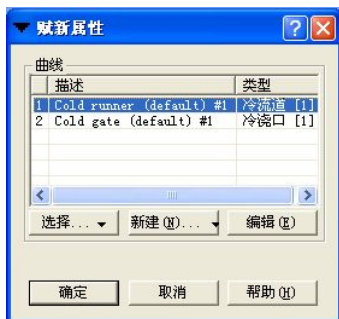 赋新属性
曲线
描述 类型
1 Cold runner (default) #1 冷流道 [1]
2 Cold gate (default) #1 冷浇口 [1]
选择... 新建(N)... 编辑(E)
确定 取消 帮助(H)